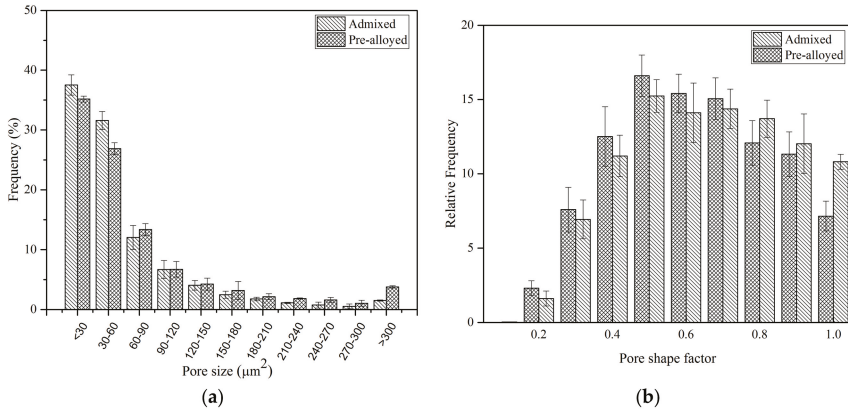 50
40
30
20
10
0
Frequency (%)
Admixed
Pre-alloyed
<30
30-60
60-90
90-120
120-150
150-180
180-210
210-240
240-270
270-300
>300
Pore size (μm²)
(a)
20
15
10
5
0
Relative Frequency
Admixed
Pre-alloyed
0.2
0.4
0.6
0.8
1.0
Pore shape factor
(b)